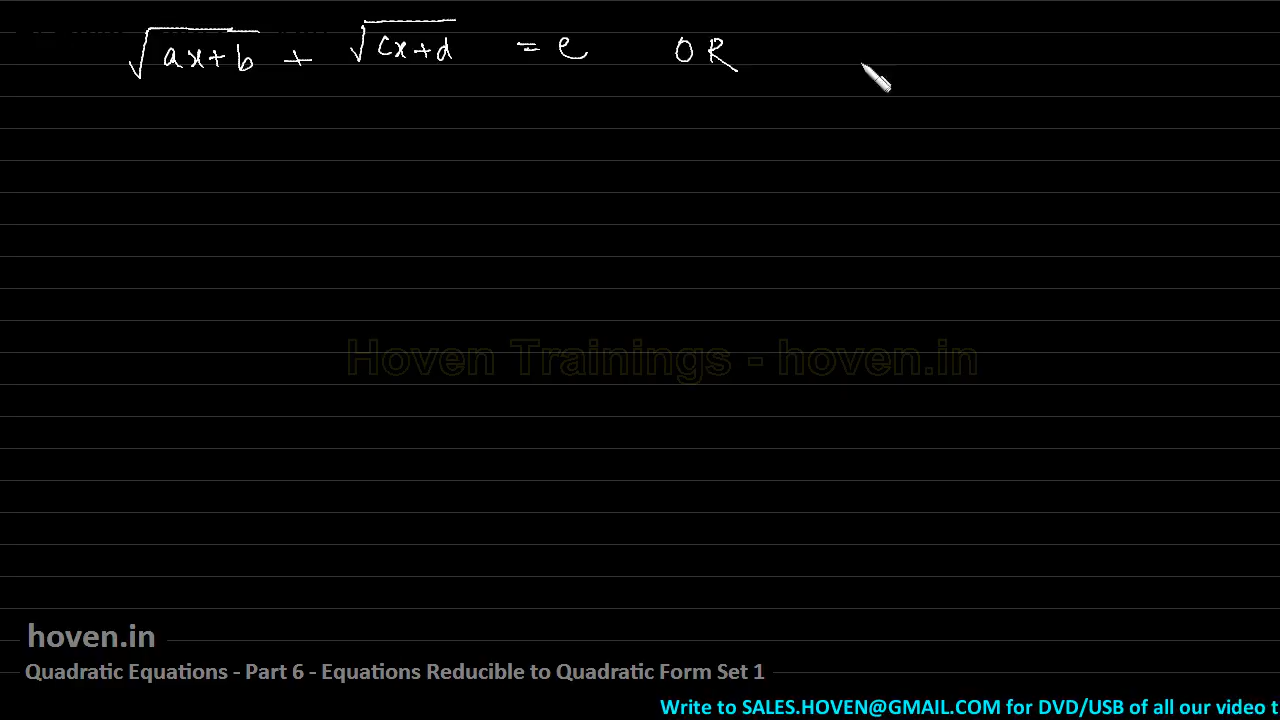 √(ax+b) + √(cx+d) = e OR
Hoven Trainings - hoven.in
hoven.in
Quadratic Equations - Part 6 - Equations Reducible to Quadratic Form Set 1
Write to SALES.HOVEN@GMAIL.COM for DVD/USB of all our video t